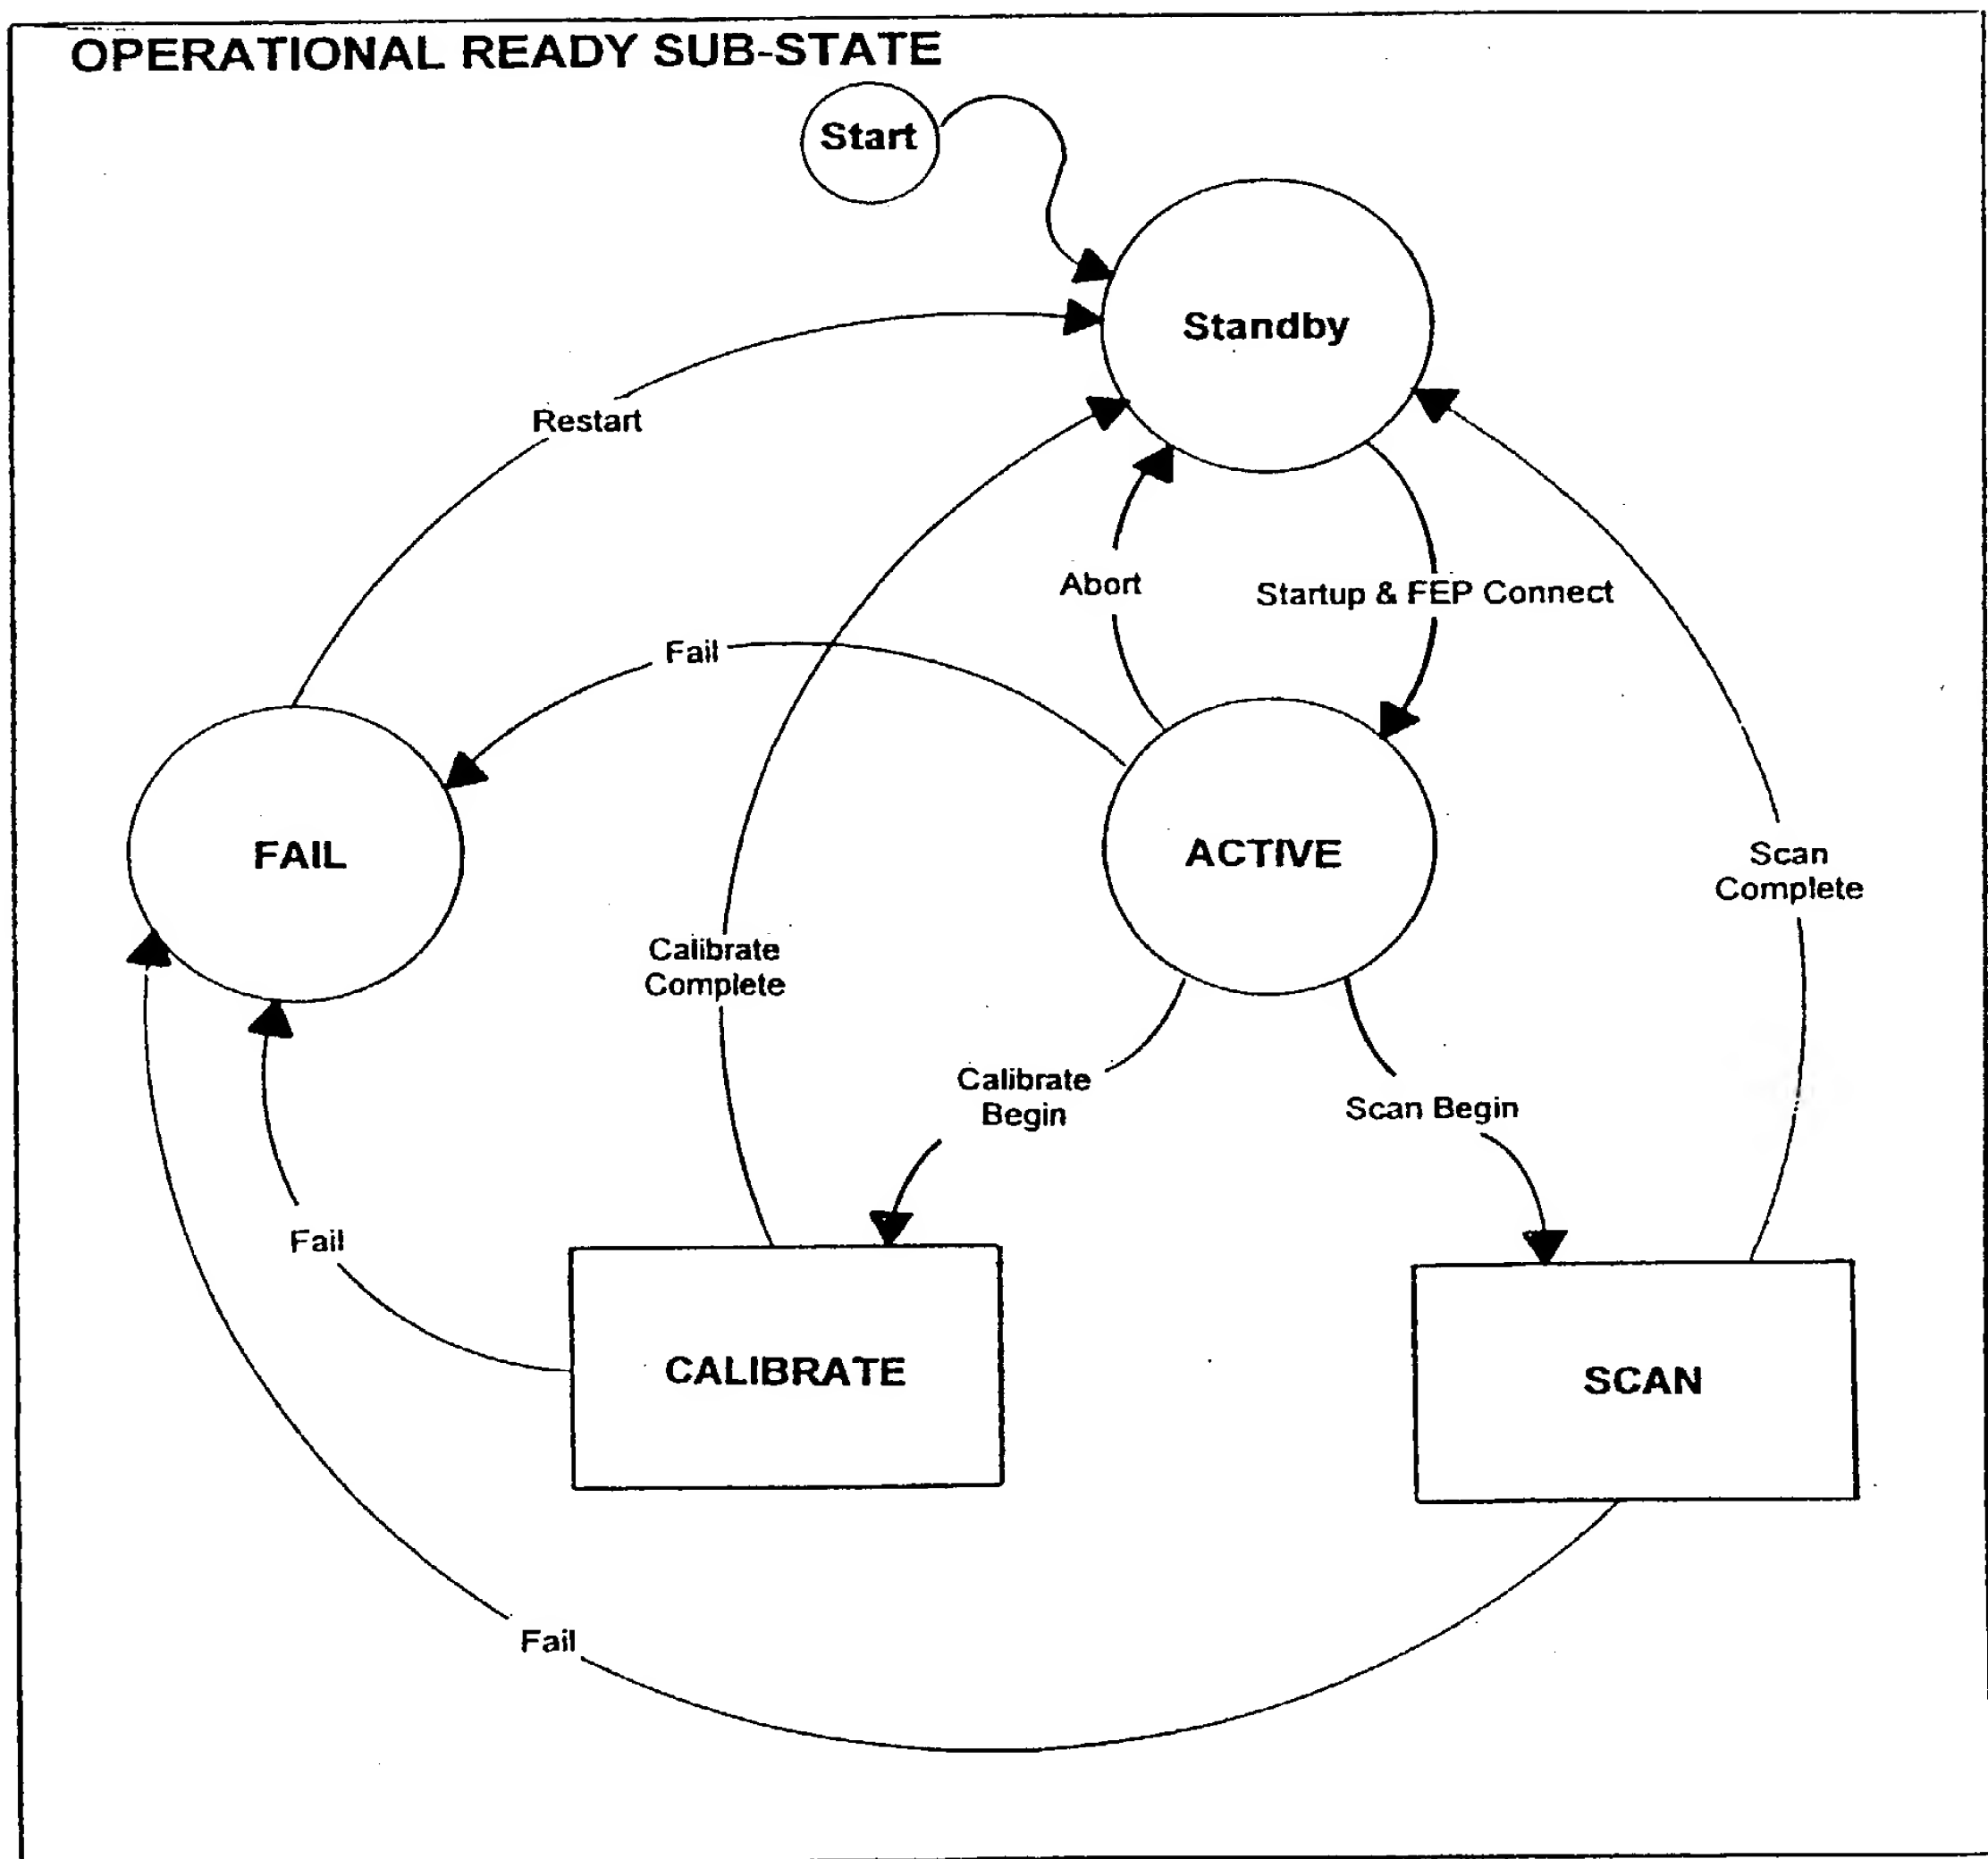 OPERATIONAL READY SUB-STATE
Start
Standby
Restart
Abort
Startup & FEP Connect
Fail
FAIL
ACTIVE
Scan
Complete
Calibrate
Complete
Calibrate
Begin
Scan Begin
Fail
CALIBRATE
SCAN
Fail